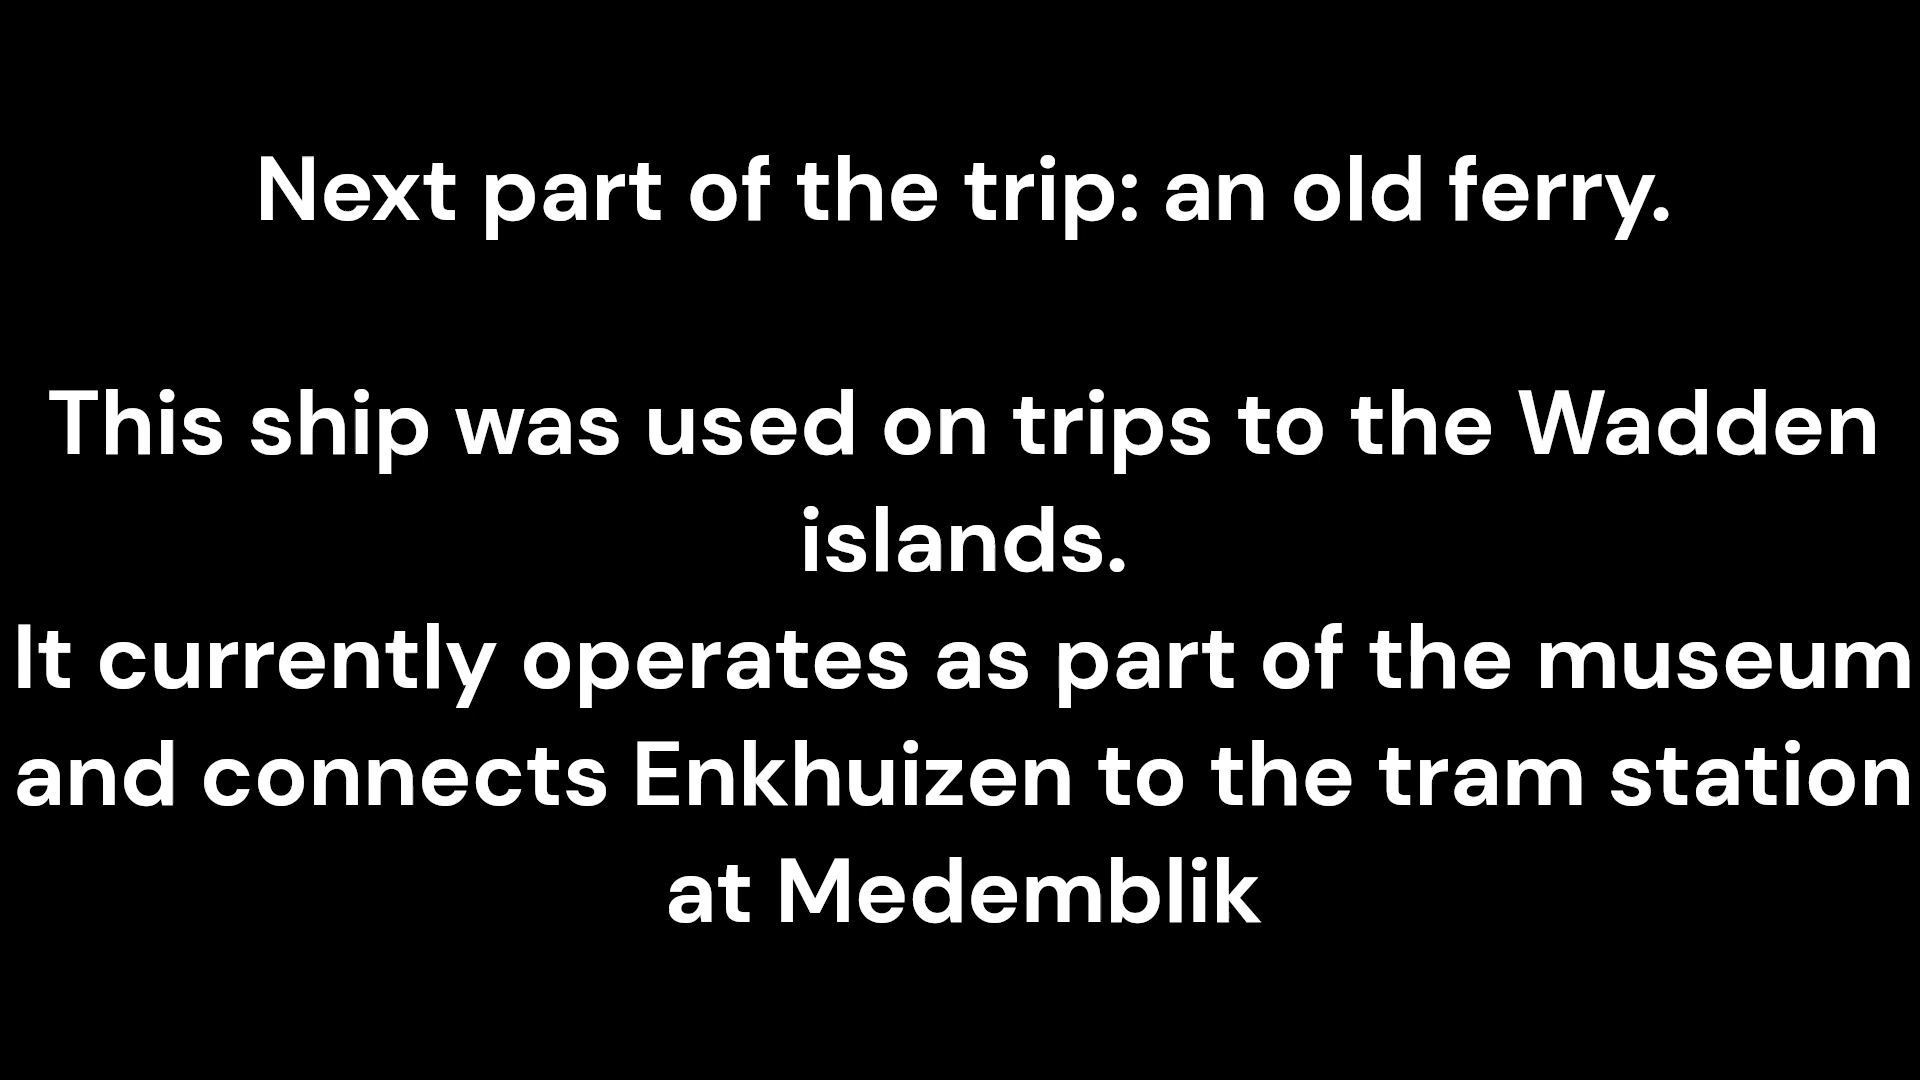 Next part of the trip: an old ferry.
This ship was used on trips to the Wadden
islands.
It currently operates as part of the museum
and connects Enkhuizen to the tram station
at Medemblik